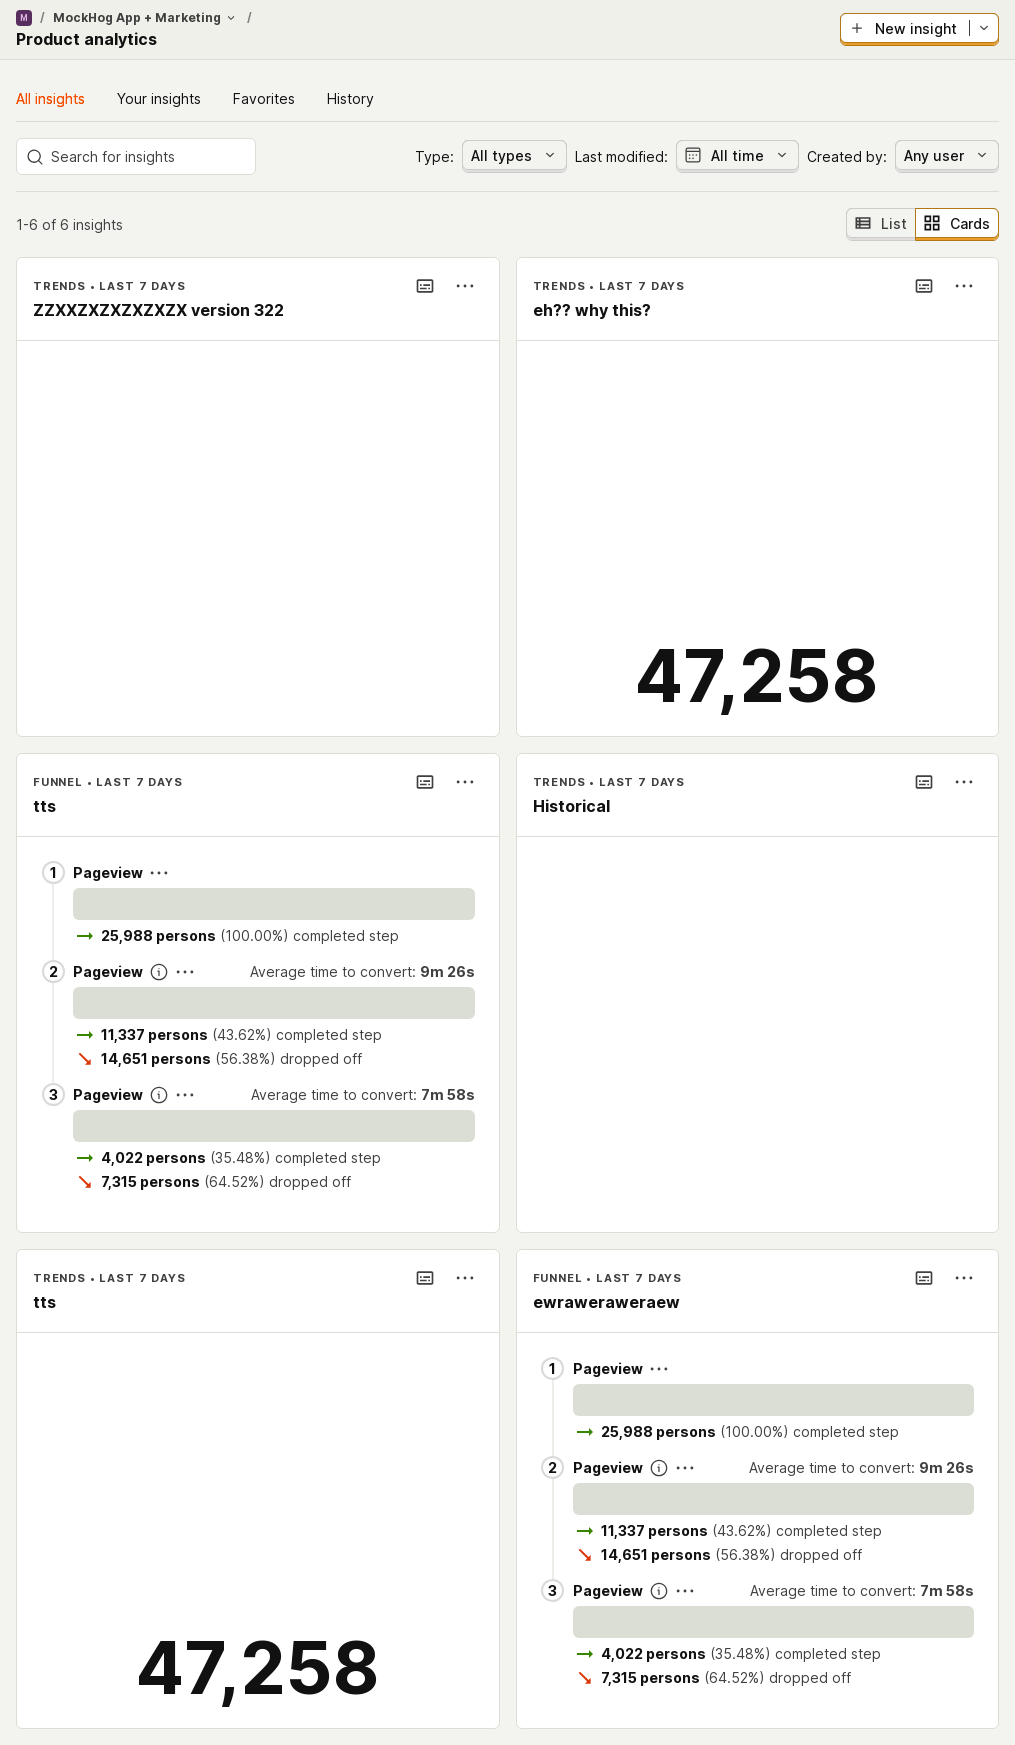 M / MockHog App + Marketing /
Product analytics
New insight
All insights Your insights Favorites History
Search for insights Type: All types Last modified: All time Created by: Any user
1-6 of 6 insights List Cards
TRENDS • LAST 7 DAYS
ZZXXZXZXZXZXZX version 322
TRENDS • LAST 7 DAYS
eh?? why this?
47,258
FUNNEL • LAST 7 DAYS
tts
1 Pageview
25,988 persons (100.00%) completed step
2 Pageview Average time to convert: 9m 26s
11,337 persons (43.62%) completed step
14,651 persons (56.38%) dropped off
3 Pageview Average time to convert: 7m 58s
4,022 persons (35.48%) completed step
7,315 persons (64.52%) dropped off
TRENDS • LAST 7 DAYS
Historical
TRENDS • LAST 7 DAYS
tts
47,258
FUNNEL • LAST 7 DAYS
ewraweraweraew
1 Pageview
25,988 persons (100.00%) completed step
2 Pageview Average time to convert: 9m 26s
11,337 persons (43.62%) completed step
14,651 persons (56.38%) dropped off
3 Pageview Average time to convert: 7m 58s
4,022 persons (35.48%) completed step
7,315 persons (64.52%) dropped off